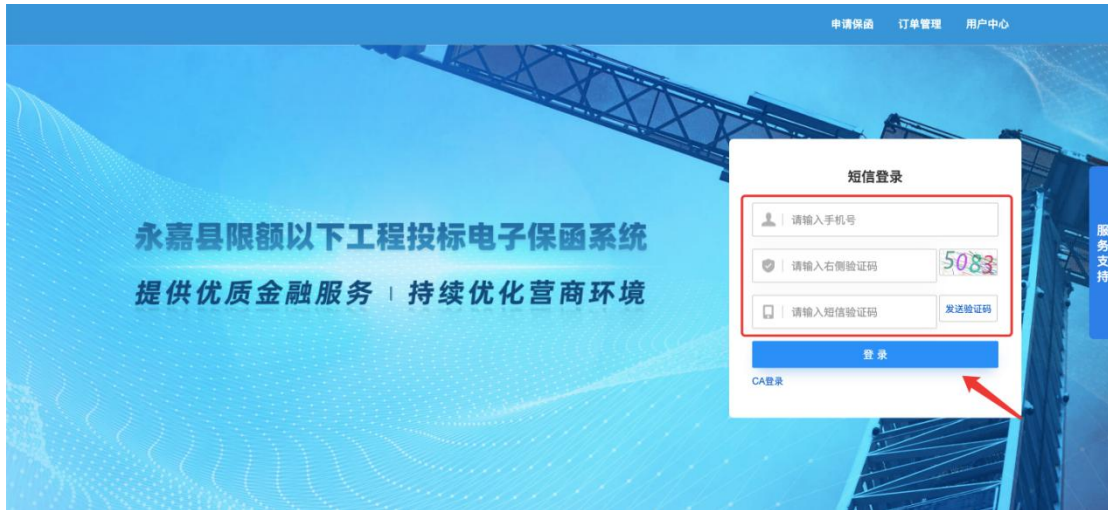 申请保函 订单管理 用户中心
短信登录
请输入手机号
永嘉县限额以下工程投标电子保函系统
请输入右侧验证码 5083
提供优质金融服务 | 持续优化营商环境
请输入短信验证码 发送验证码
登录
CA登录
服务支持